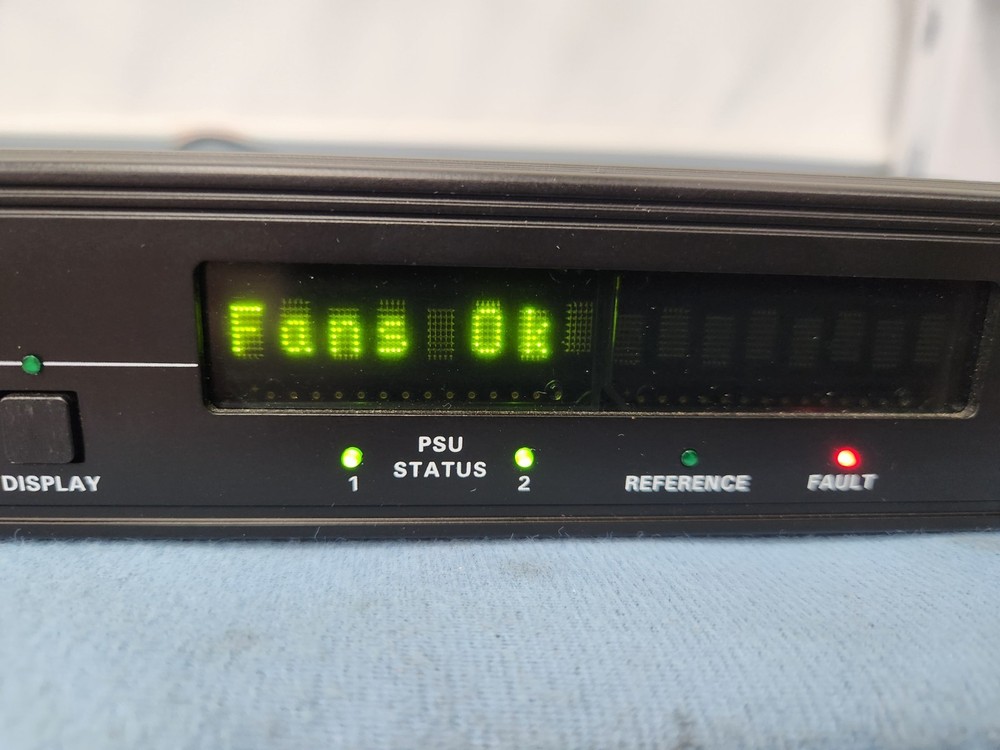 Fans Ok
PSU
STATUS
1
2
DISPLAY
REFERENCE
FAULT